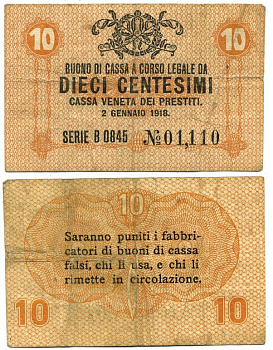 10 10
BUONO DI CASSA A CORSO LEGALE DA
DIECI CENTESIMI
CASSA VENETA DEI PRESTITI.
2 GENNAIO 1918.
SERIE B 0845 No 01,110
10
Saranno puniti i fabbri-
catori di buoni di cassa
falsi, chi li usa, e chi li
rimette in circolazione.
10 10